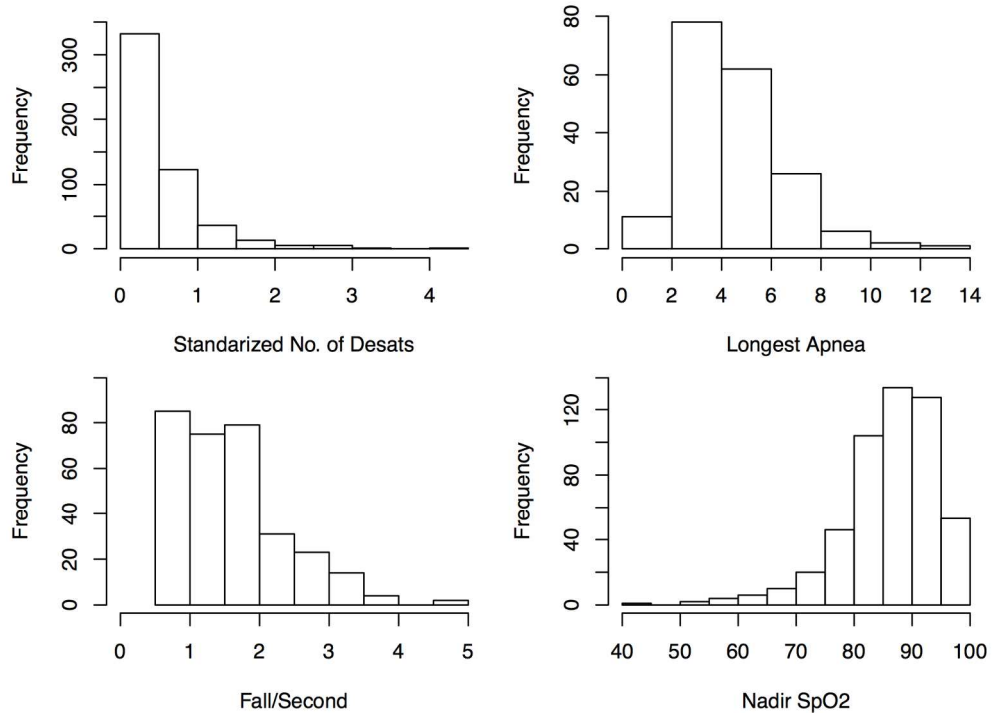 Frequency
300
200
100
0
0 1 2 3 4
Standarized No. of Desats
Frequency
80
60
40
20
0
0 2 4 6 8 10 12 14
Longest Apnea
Frequency
80
60
40
20
0
0 1 2 3 4 5
Fall/Second
Frequency
120
80
40
0
40 50 60 70 80 90 100
Nadir SpO2